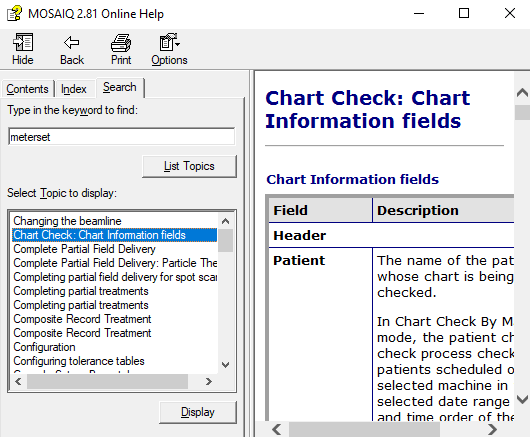 MOSAIQ 2.81 Online Help
Hide Back Print Options
Contents Index Search
Type in the keyword to find:
meterset
List Topics
Select Topic to display:
Changing the beamline
Chart Check: Chart Information fields
Complete Partial Field Delivery
Complete Partial Field Delivery: Particle The
Completing partial field delivery for spot scar
Completing partial treatments
Completing partial treatments
Composite Record Treatment
Composite Record Treatment
Configuration
Configuring tolerance tables
Display
Chart Check: Chart
Information fields
Chart Information fields
Field Description
Header
Patient The name of the pat
whose chart is being
checked.
In Chart Check By M
mode, the patient ch
check process check
patients scheduled o
selected machine in
selected date range
and time order of the